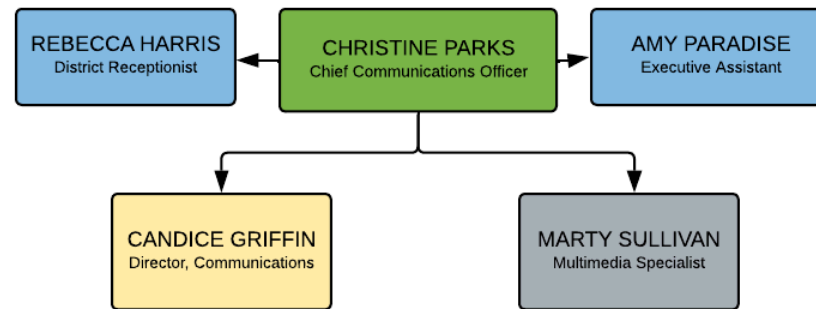 REBECCA HARRIS
District Receptionist
CHRISTINE PARKS
Chief Communications Officer
AMY PARADISE
Executive Assistant
CANDICE GRIFFIN
Director, Communications
MARTY SULLIVAN
Multimedia Specialist